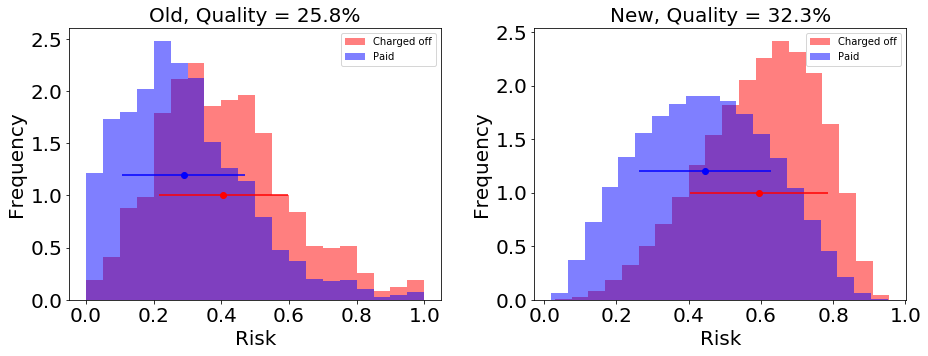 Old, Quality = 25.8%
Charged off
Paid
2.5
2.0
1.5
1.0
0.5
0.0
Frequency
0.0 0.2 0.4 0.6 0.8 1.0
Risk
New, Quality = 32.3%
Charged off
Paid
2.5
2.0
1.5
1.0
0.5
0.0
Frequency
0.0 0.2 0.4 0.6 0.8 1.0
Risk